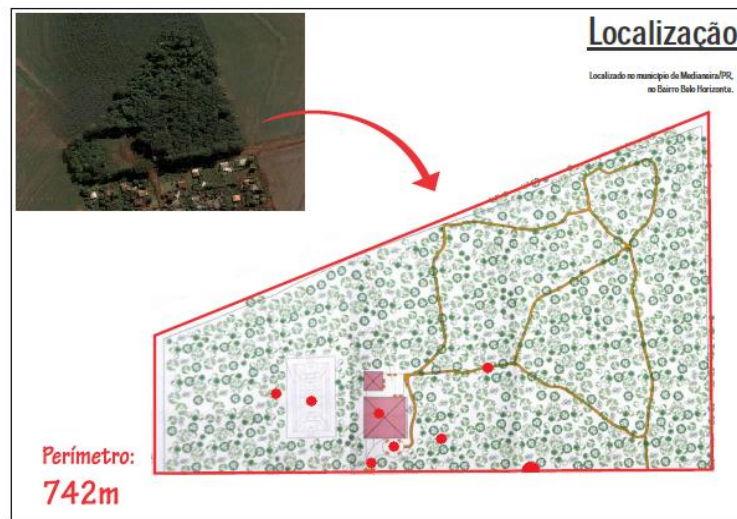 Localização
Localizado no município de Medianeira/PR,
no Bairro Belo Horizonte.
Perímetro:
742m